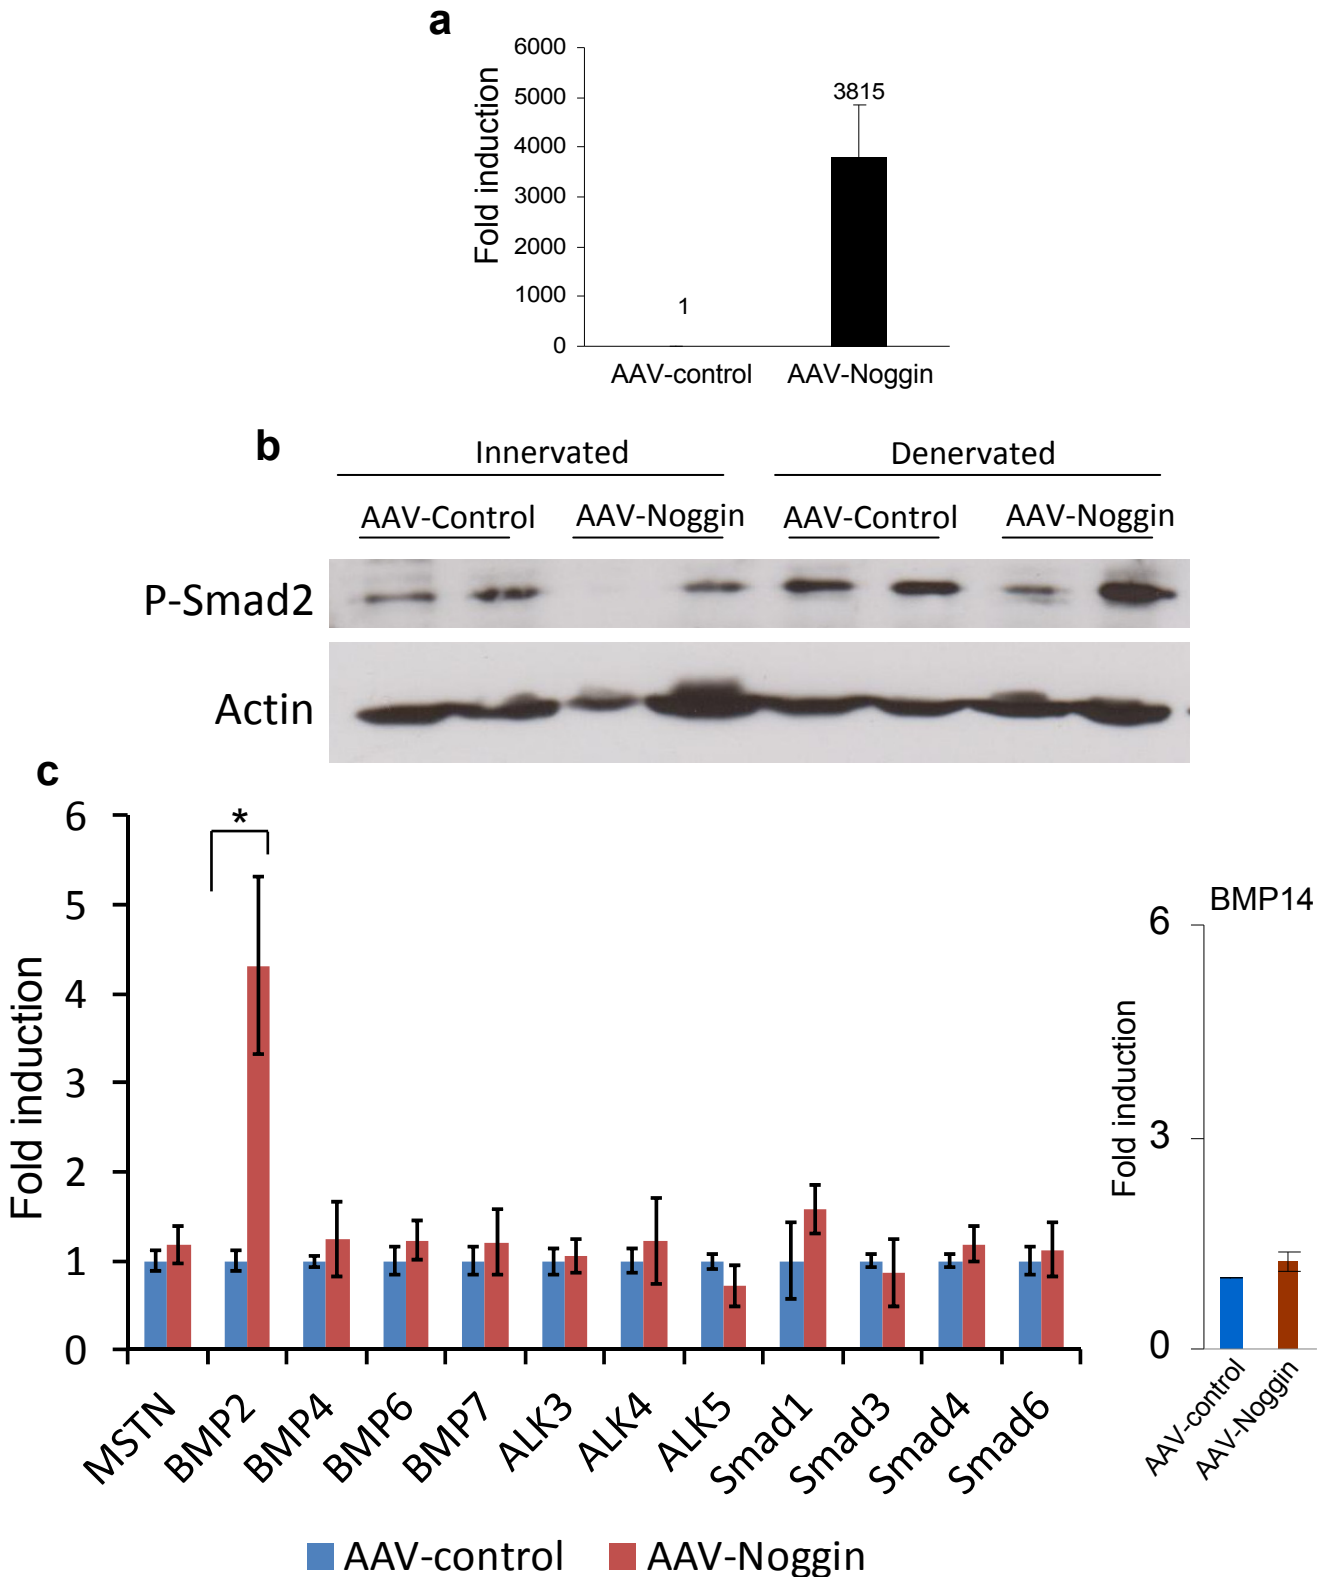 a
Fold induction
6000
5000
4000
3000
2000
1000
0
1
3815
AAV-control AAV-Noggin
b
Innervated Denervated
AAV-Control AAV-Noggin AAV-Control AAV-Noggin
P-Smad2
Actin
c
Fold induction
6
5
4
3
2
1
0
*
MSTN BMP2 BMP4 BMP6 BMP7 ALK3 ALK4 ALK5 Smad1 Smad3 Smad4 Smad6
AAV-control AAV-Noggin
BMP14
Fold induction
6
3
0
AAV-control AAV-Noggin